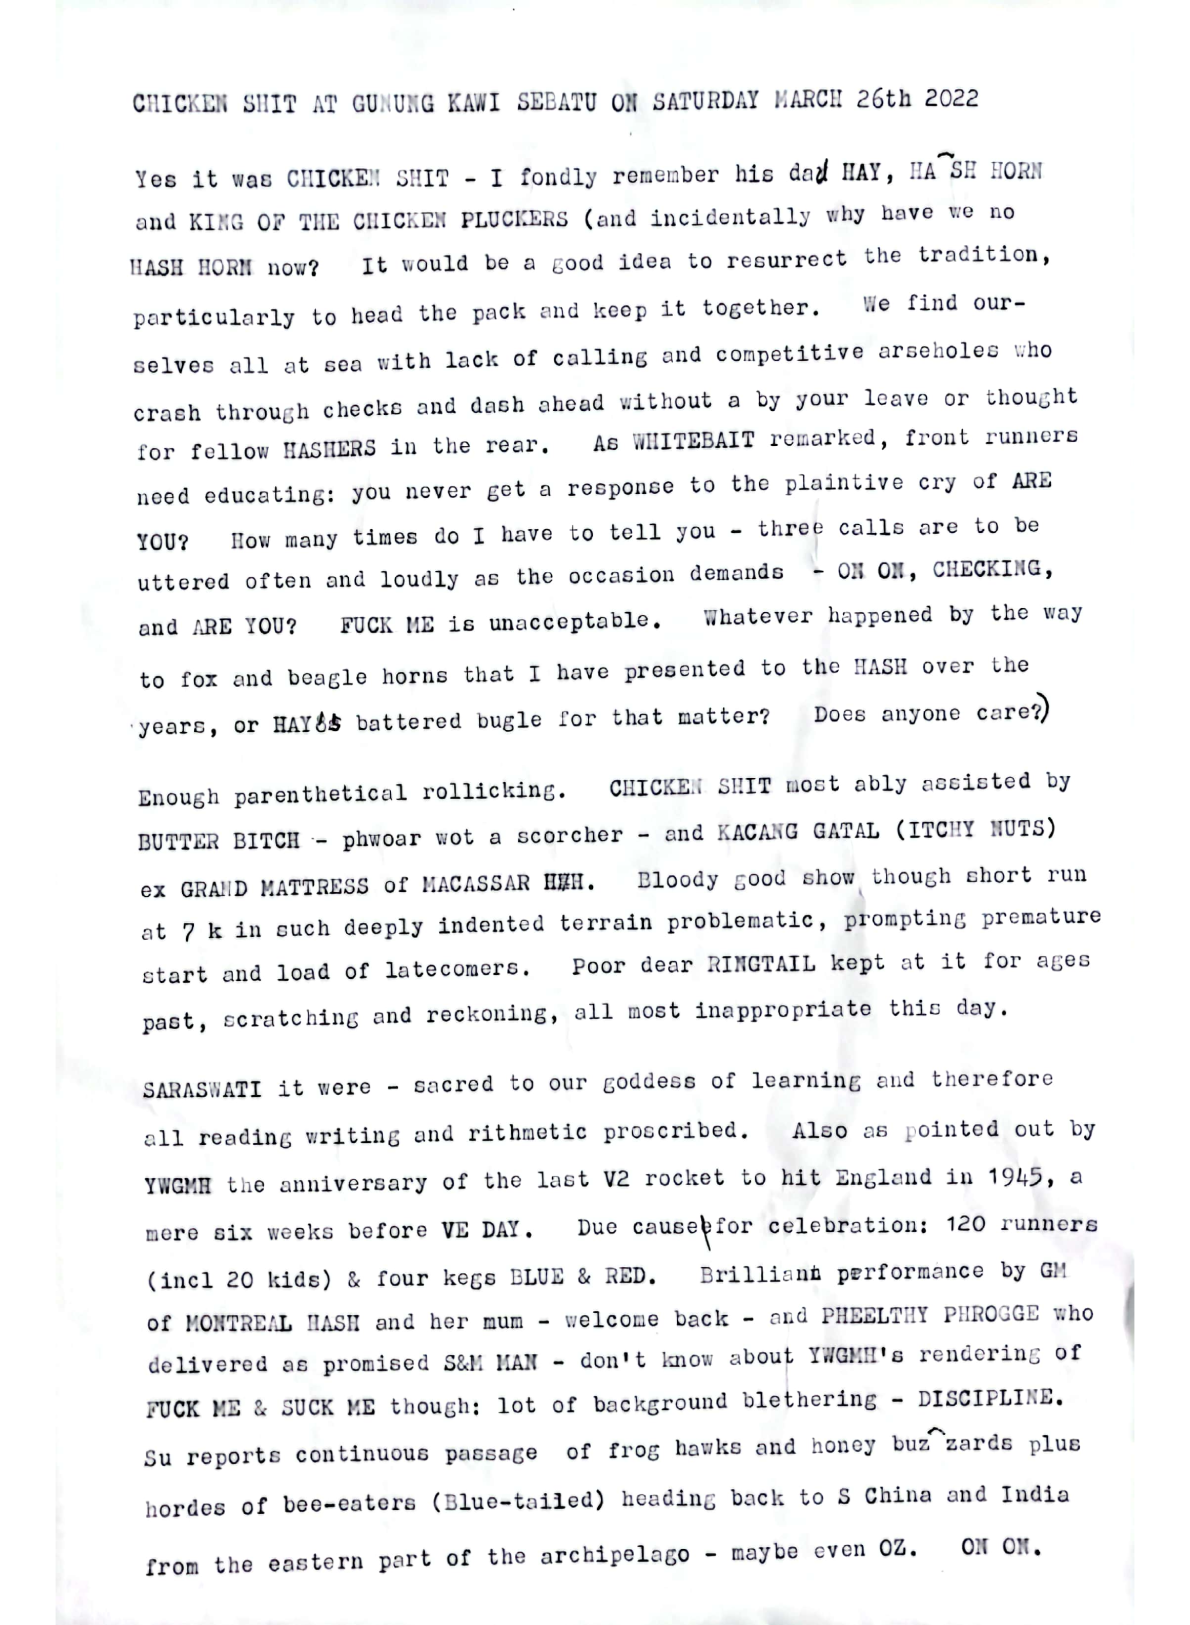 CHICKEN SHIT AT GUNUNG KAWI SEBATU ON SATURDAY MARCH 26th 2022
Yes it was CHICKEN SHIT - I fondly remember his dad HAY, HA SH HORN
and KING OF THE CHICKEN PLUCKERS (and incidentally why have we no
HASH HORN now? It would be a good idea to resurrect the tradition,
particularly to head the pack and keep it together. We find our-
selves all at sea with lack of calling and competitive arseholes who
crash through checks and dash ahead without a by your leave or thought
for fellow HASHERS in the rear. As WHITEBAIT remarked, front runners
need educating: you never get a response to the plaintive cry of ARE
YOU? How many times do I have to tell you - three calls are to be
uttered often and loudly as the occasion demands - ON ON, CHECKING,
and ARE YOU? FUCK ME is unacceptable. Whatever happened by the way
to fox and beagle horns that I have presented to the HASH over the
years, or battered bugle for that matter? Does anyone care?)
Enough parenthetical rollicking. CHICKEN SHIT most ably assisted by
BUTTER BITCH - phwoar wot a scorcher - and KACANG GATAL (ITCHY NUTS)
ex GRAND MATTRESS of MACASSAR HHH. Bloody good show though short run
at 7 k in such deeply indented terrain problematic, prompting premature
start and load of latecomers. Poor dear RINGTAIL kept at it for ages
past, scratching and reckoning, all most inappropriate this day.
SARASWATI it were - sacred to our goddess of learning and therefore
all reading writing and rithmetic proscribed. Also as pointed out by
YWGMH the anniversary of the last V2 rocket to hit England in 1945, a
mere six weeks before VE DAY. Due cause for celebration: 120 runners
(incl 20 kids) & four kegs BLUE & RED. Brilliant performance by GM
of MONTREAL HASH and her mum - welcome back - and PHEELTHY PHROGGE who
delivered as promised S&M MAN - don't know about YWGMH's rendering of
FUCK ME & SUCK ME though: lot of background blethering - DISCIPLINE.
Su reports continuous passage of frog hawks and honey buz zards plus
hordes of bee-eaters (Blue-tailed) heading back to S China and India
from the eastern part of the archipelago - maybe even OZ. ON ON.